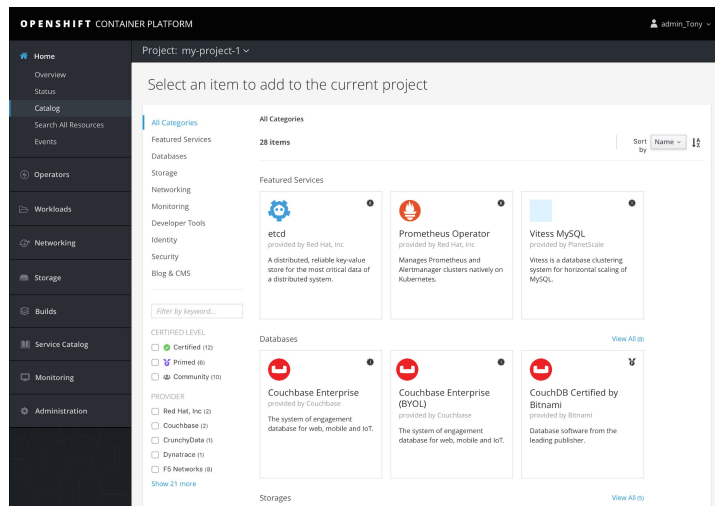 OPENSHIFT CONTAINER PLATFORM
admin_Tony
Home
Overview
Status
Catalog
Search All Resources
Events
Operators
Workloads
Networking
Storage
Builds
Service Catalog
Monitoring
Administration
Project: my-project-1
Select an item to add to the current project
All Categories
Featured Services
Databases
Storage
Networking
Monitoring
Developer Tools
Identity
Security
Blog & CMS
Filter by keyword...
CERTIFIED LEVEL
Certified (12)
Primed (6)
Community (10)
PROVIDER
Red Hat, Inc (2)
Couchbase (2)
CrunchyData (1)
Dynatrace (1)
F5 Networks (8)
Show 21 more
All Categories
28 items
Sort by
Name
Featured Services
etcd
provided by Red Hat, Inc
A distributed, reliable key-value
store for the most critical data of
a distributed system.
Prometheus Operator
provided by Red Hat, Inc
Manages Prometheus and
Alertmanager clusters natively on
Kubernetes.
Vitess MySQL
provided by PlanetScale
Vitess is a database clustering
system for horizontal scaling of
MySQL.
Databases
View All (8)
Couchbase Enterprise
provided by Couchbase
The system of engagement
database for web, mobile and IoT.
Couchbase Enterprise
(BYOL)
provided by Couchbase
The system of engagement
database for web, mobile and IoT.
CouchDB Certified by
Bitnami
provided by Bitnami
Database software from the
leading publisher.
Storages
View All (5)